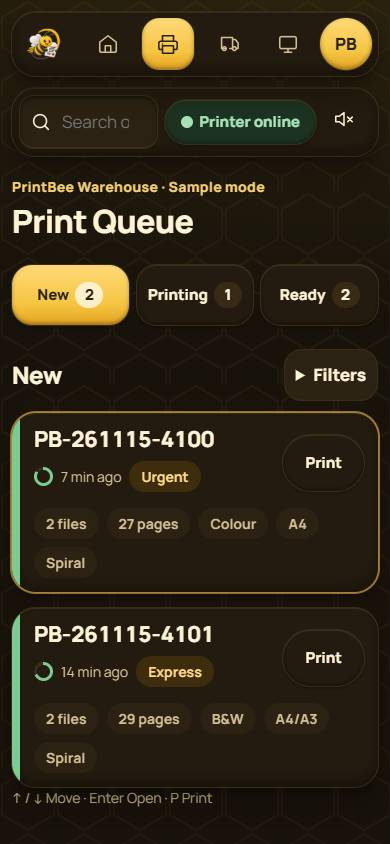 PB
Search o
Printer online
PrintBee Warehouse · Sample mode
Print Queue
New 2
Printing 1
Ready 2
New
▶ Filters
PB-261115-4100
7 min ago Urgent
Print
2 files 27 pages Colour A4
Spiral
PB-261115-4101
14 min ago Express
Print
2 files 29 pages B&W A4/A3
Spiral
↑ / ↓ Move · Enter Open · P Print